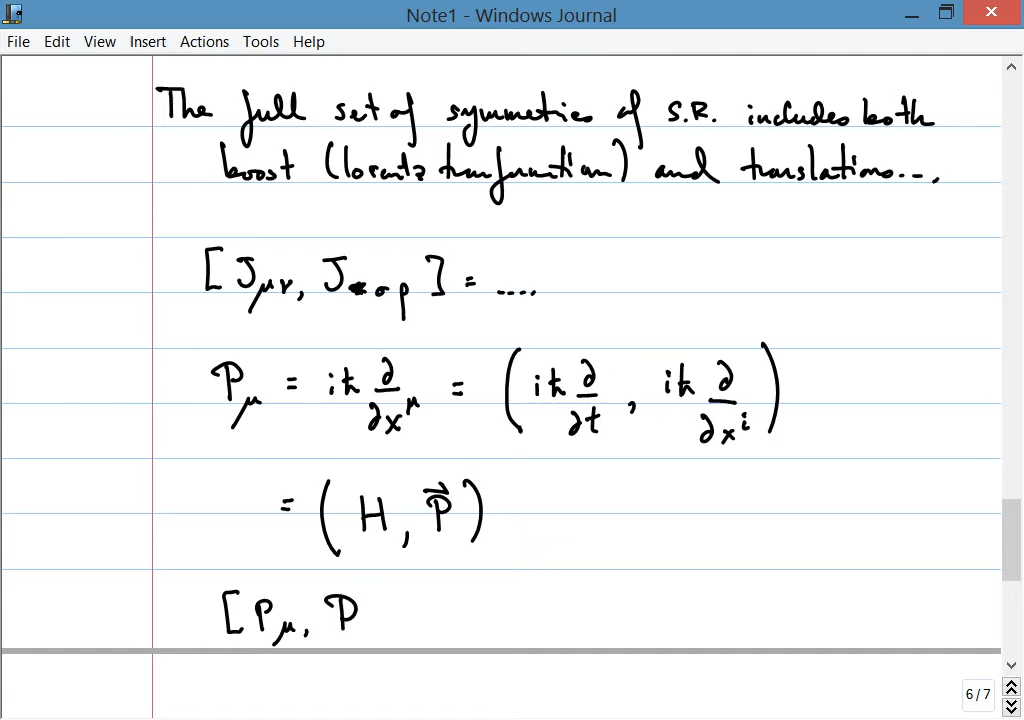 Note1 - Windows Journal
File Edit View Insert Actions Tools Help
The full set of symmetries of S.R. includes both
boost (lorentz transformation) and translations...,
[J_μν, J_σρ] = ....
P_μ = iħ ∂/∂x^μ = (iħ ∂/∂t, iħ ∂/∂x^i)
= (H, P⃗)
[P_μ, P
6 / 7